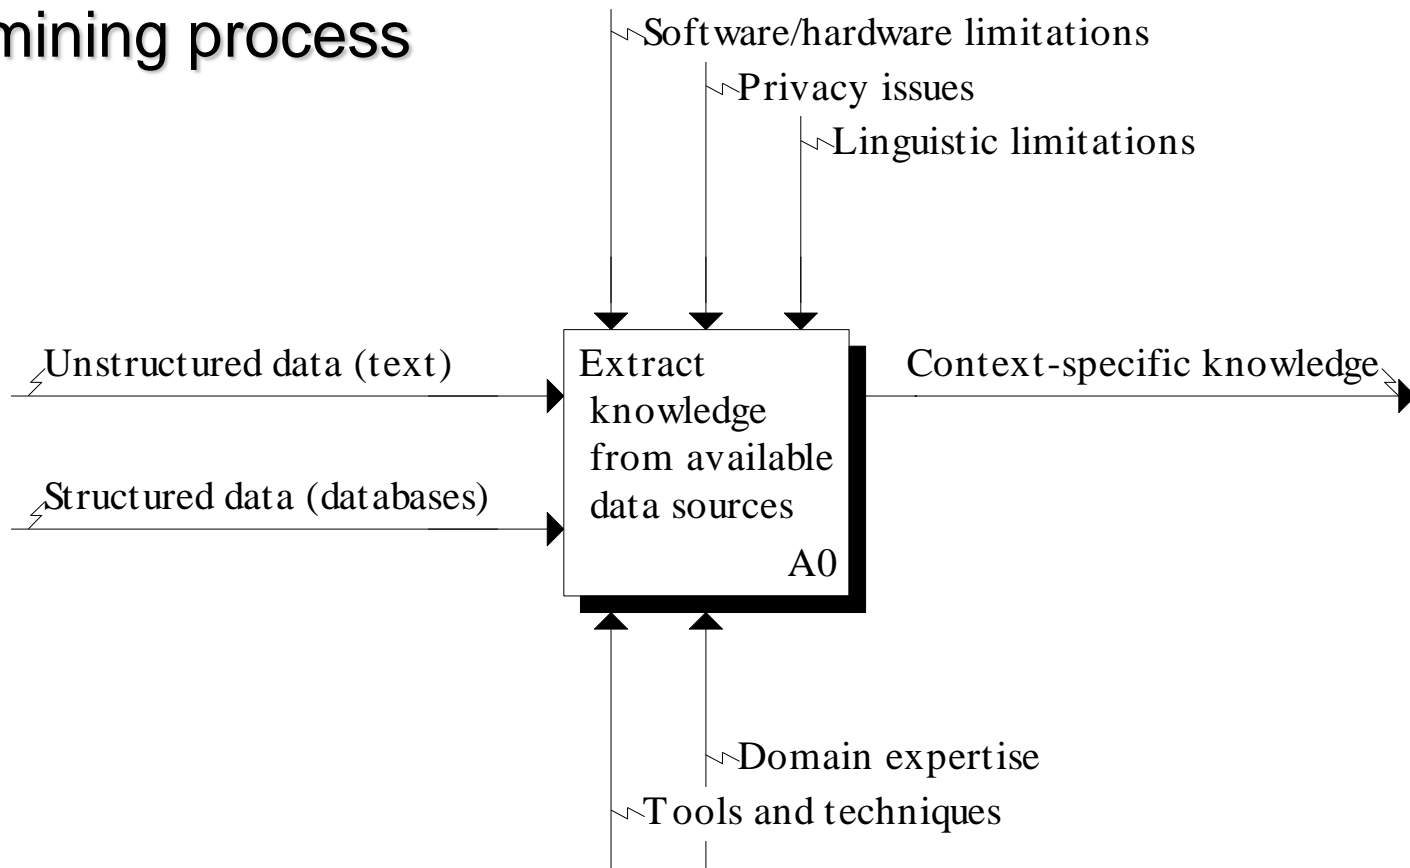 mining process
Software/hardware limitations
Privacy issues
Linguistic limitations
Unstructured data (text)
Structured data (databases)
Extract
knowledge
from available
data sources
A0
Context-specific knowledge
Domain expertise
Tools and techniques